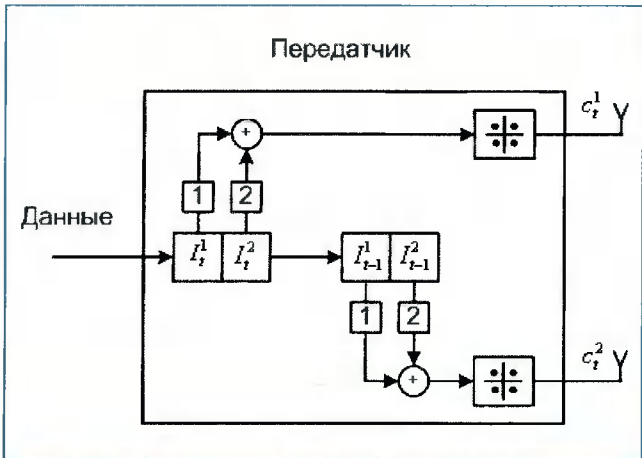 Передатчик
c_t^1
+
1 2
Данные
I_t^1 I_t^2 I_{t-1}^1 I_{t-1}^2
1 2
+
c_t^2